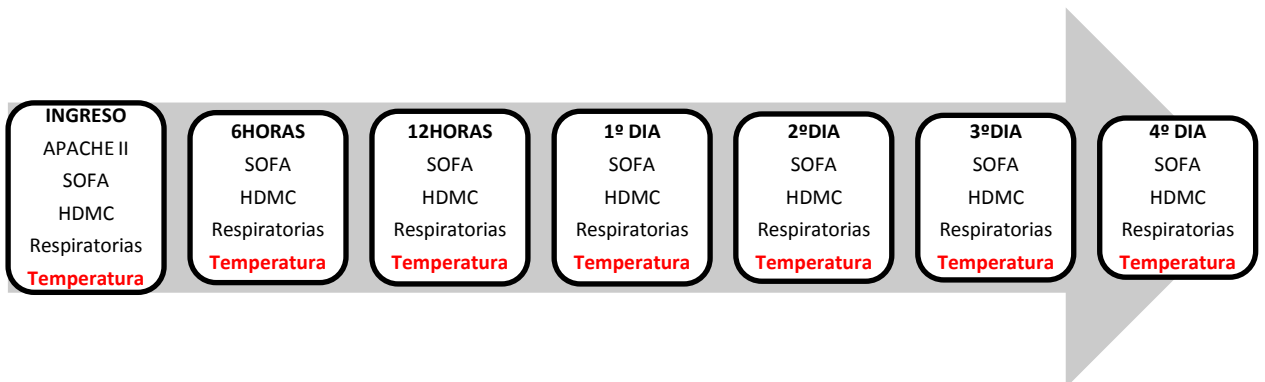 INGRESO
APACHE II
SOFA
HDMC
Respiratorias
Temperatura
6HORAS
SOFA
HDMC
Respiratorias
Temperatura
12HORAS
SOFA
HDMC
Respiratorias
Temperatura
1º DIA
SOFA
HDMC
Respiratorias
Temperatura
2ºDIA
SOFA
HDMC
Respiratorias
Temperatura
3ºDIA
SOFA
HDMC
Respiratorias
Temperatura
4º DIA
SOFA
HDMC
Respiratorias
Temperatura